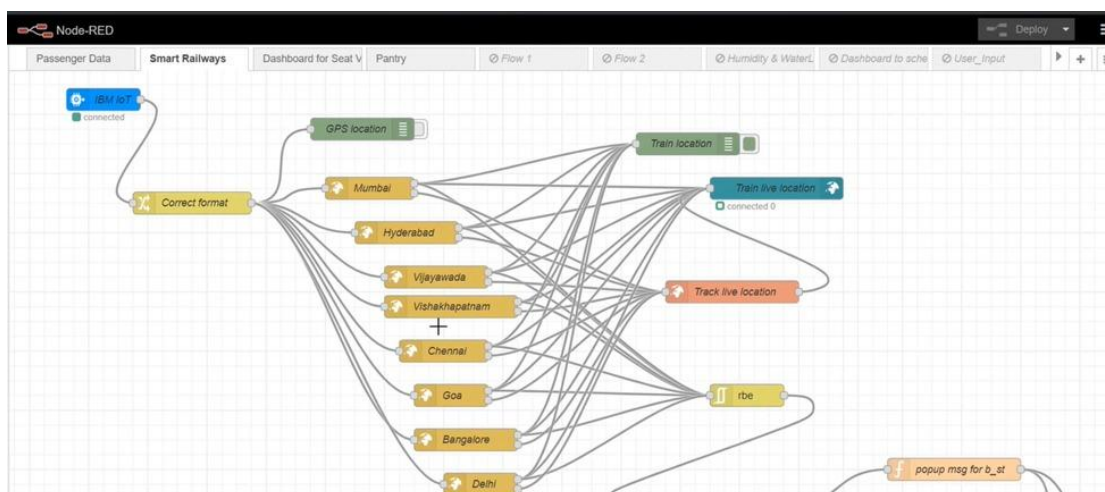 Node-RED
Deploy
Passenger Data
Smart Railways
Dashboard for Seat V
Pantry
Flow 1
Flow 2
Humidity & WaterL
Dashboard to sche
User_Input
IBM IoT
connected
GPS location
Train location
Mumbai
Train live location
Correct format
connected 0
Hyderabad
Vijayawada
Track live location
Vishakhapatnam
Chennai
Goa
rbe
Bangalore
popup msg for b_st
Delhi